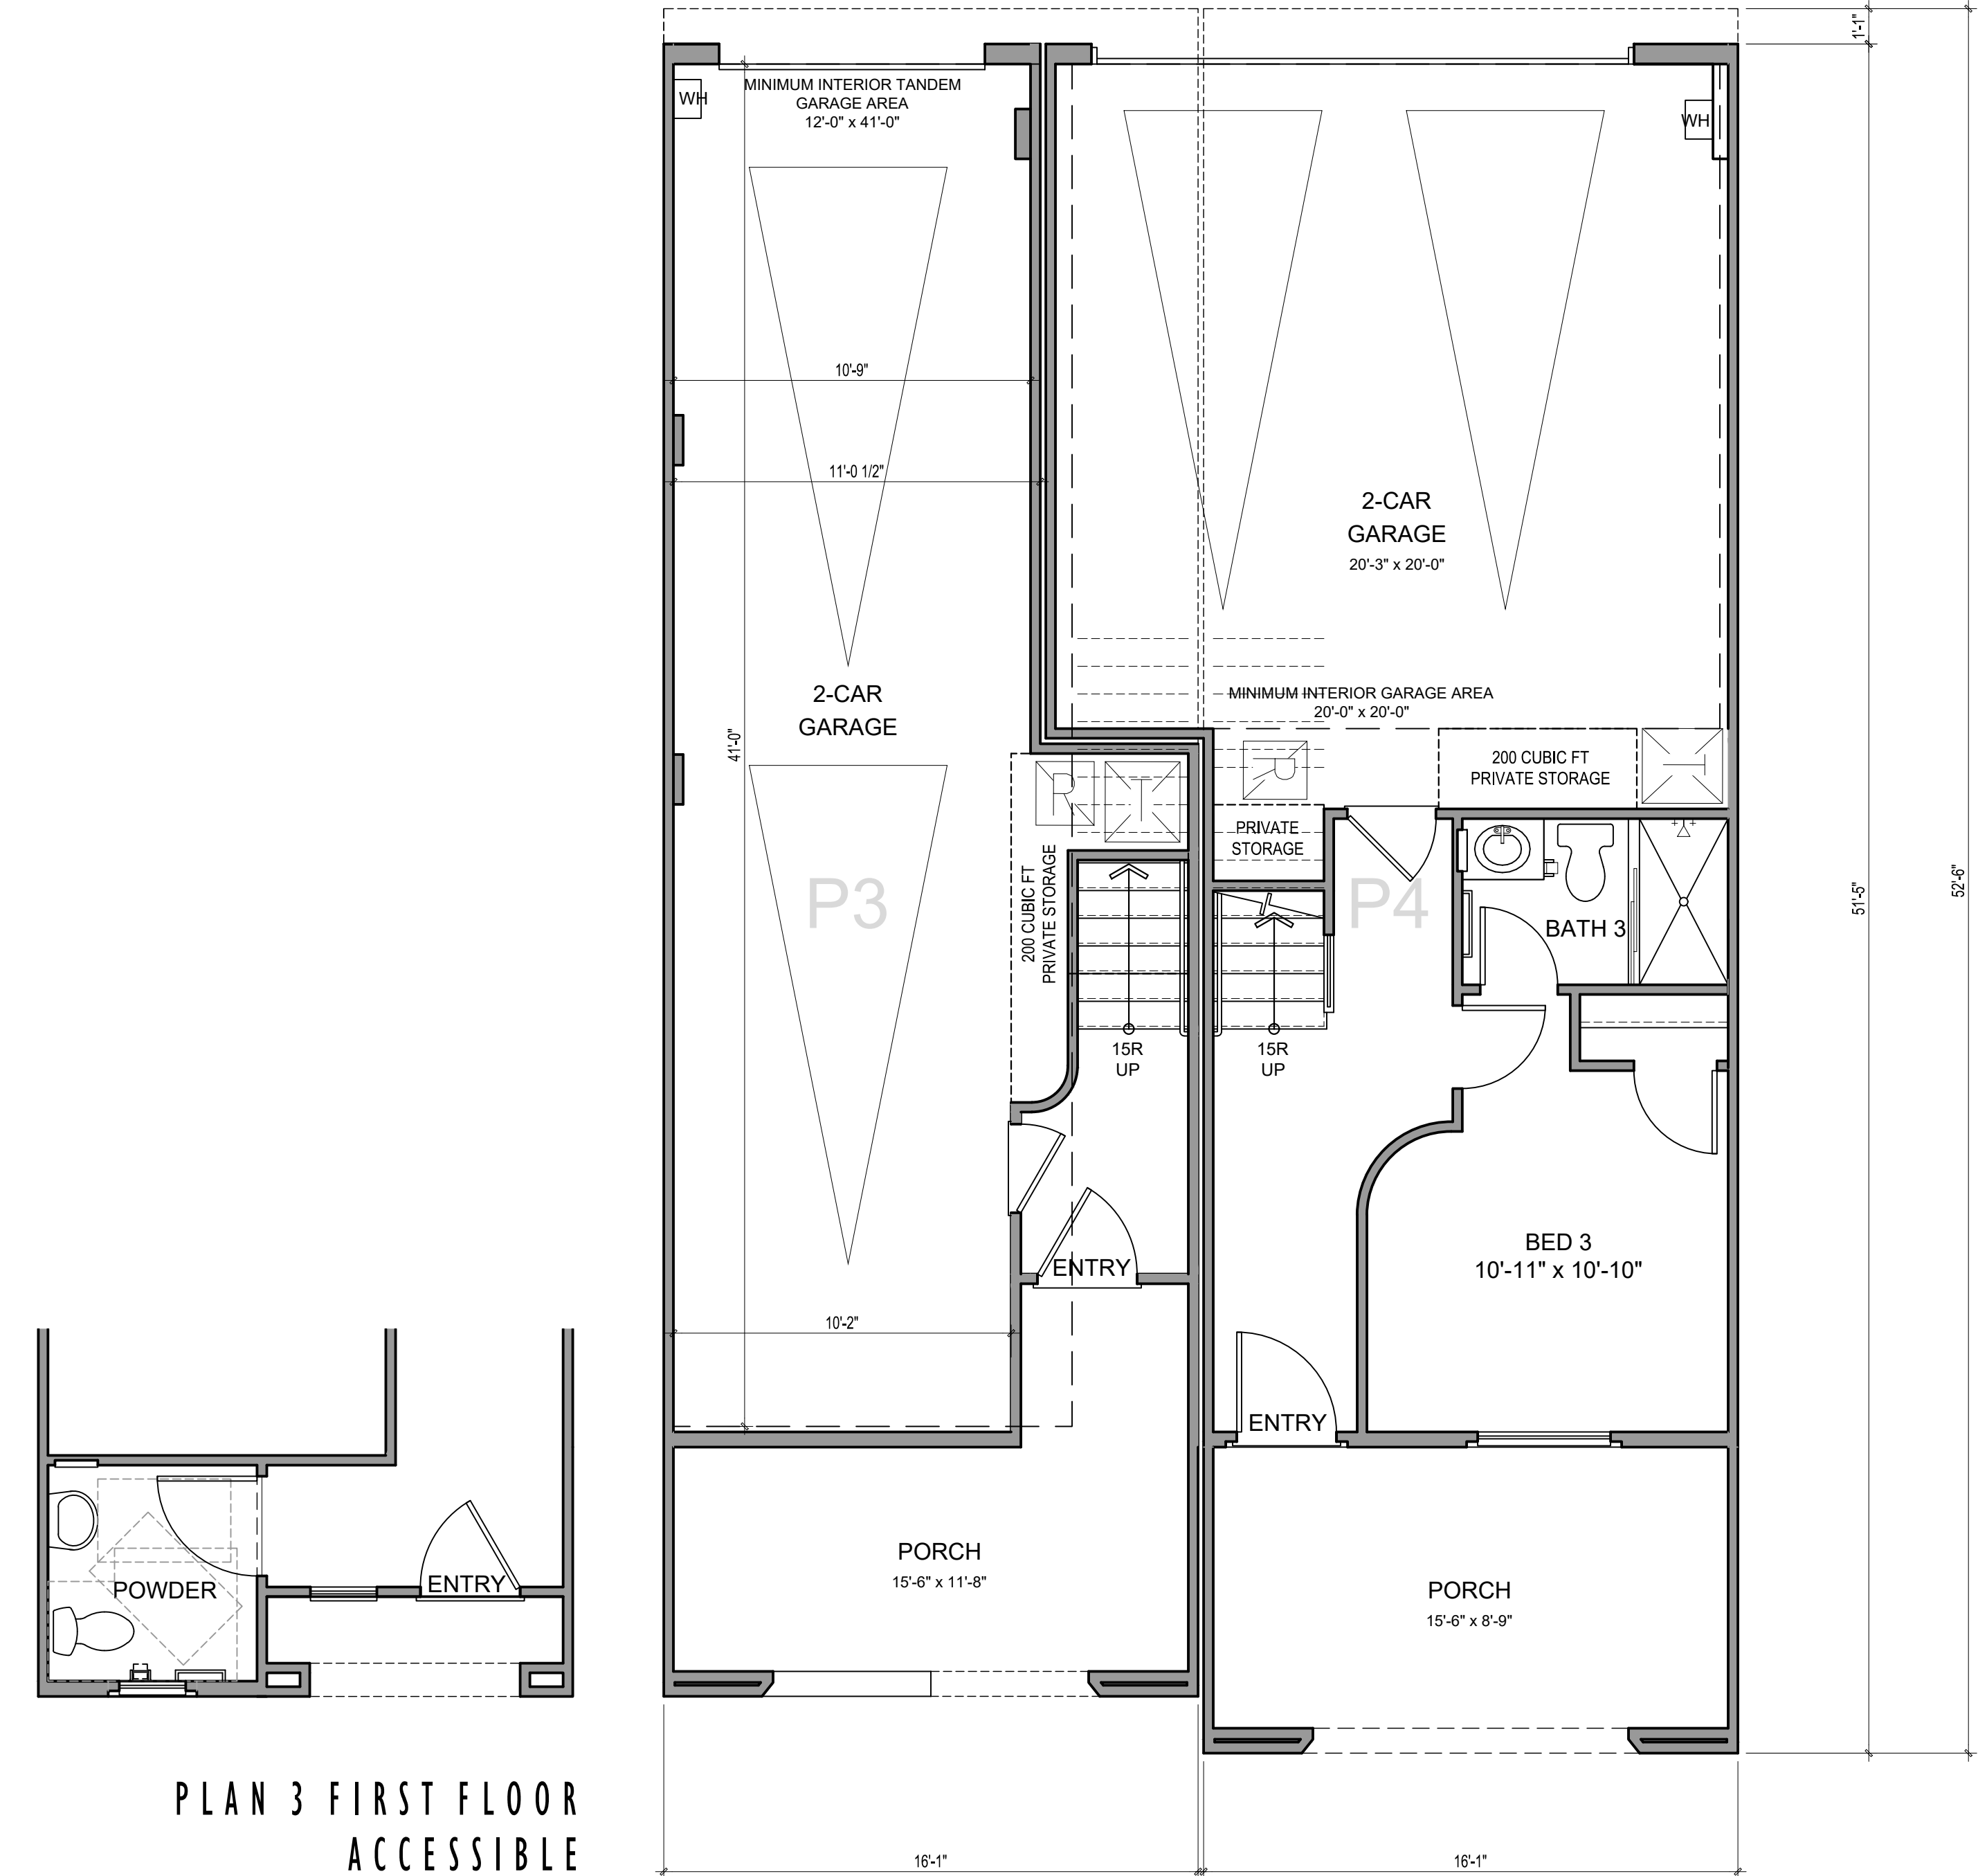 1'-1"
WH
MINIMUM INTERIOR TANDEM
GARAGE AREA
12'-0" x 41'-0"
WH
10'-9"
11'-0 1/2"
2-CAR
GARAGE
20'-3" x 20'-0"
2-CAR
GARAGE
41'-0"
MINIMUM INTERIOR GARAGE AREA
20'-0" x 20'-0"
R
T
R
200 CUBIC FT
PRIVATE STORAGE
T
PRIVATE
STORAGE
200 CUBIC FT
PRIVATE STORAGE
P3
P4
51'-5"
52'-6"
BATH 3
15R
UP
15R
UP
ENTRY
BED 3
10'-11" x 10'-10"
10'-2"
ENTRY
PORCH
15'-6" x 11'-8"
PORCH
15'-6" x 8'-9"
POWDER
ENTRY
PLAN 3 FIRST FLOOR
ACCESSIBLE
16'-1"
16'-1"